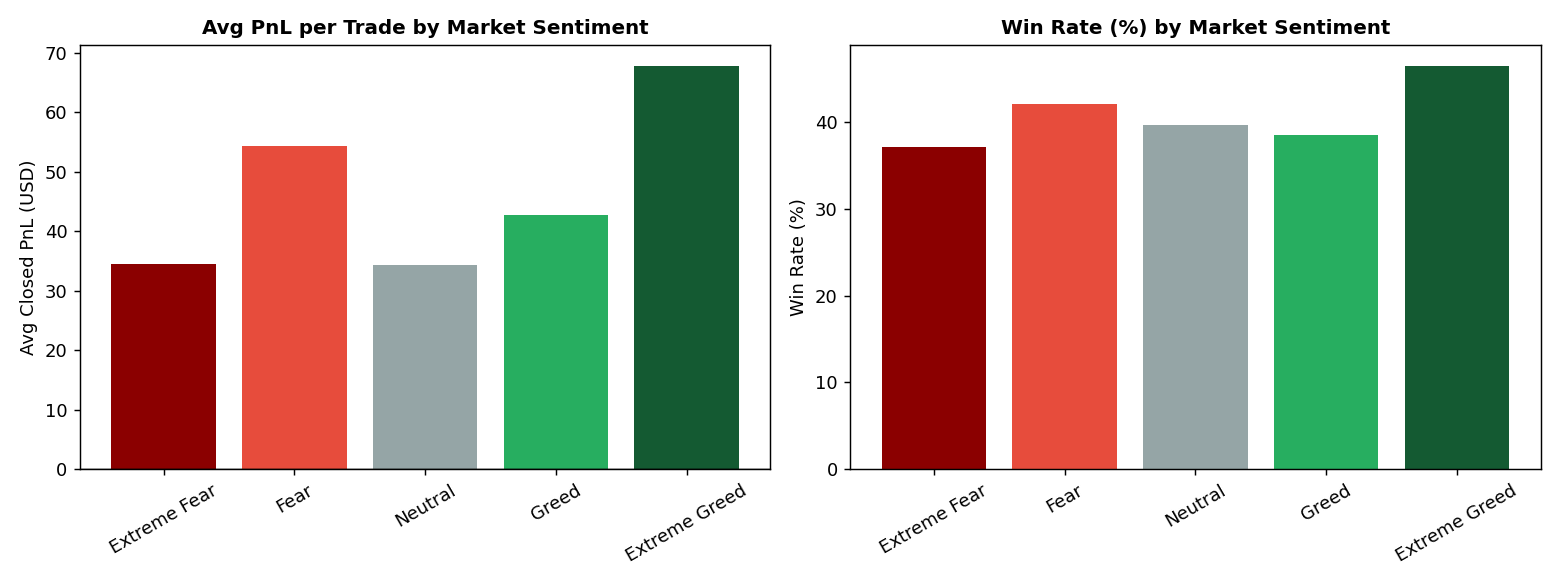 Avg PnL per Trade by Market Sentiment
Avg Closed PnL (USD)
70
60
50
40
30
20
10
0
Extreme Fear
Fear
Neutral
Greed
Extreme Greed
Win Rate (%) by Market Sentiment
Win Rate (%)
40
30
20
10
0
Extreme Fear
Fear
Neutral
Greed
Extreme Greed